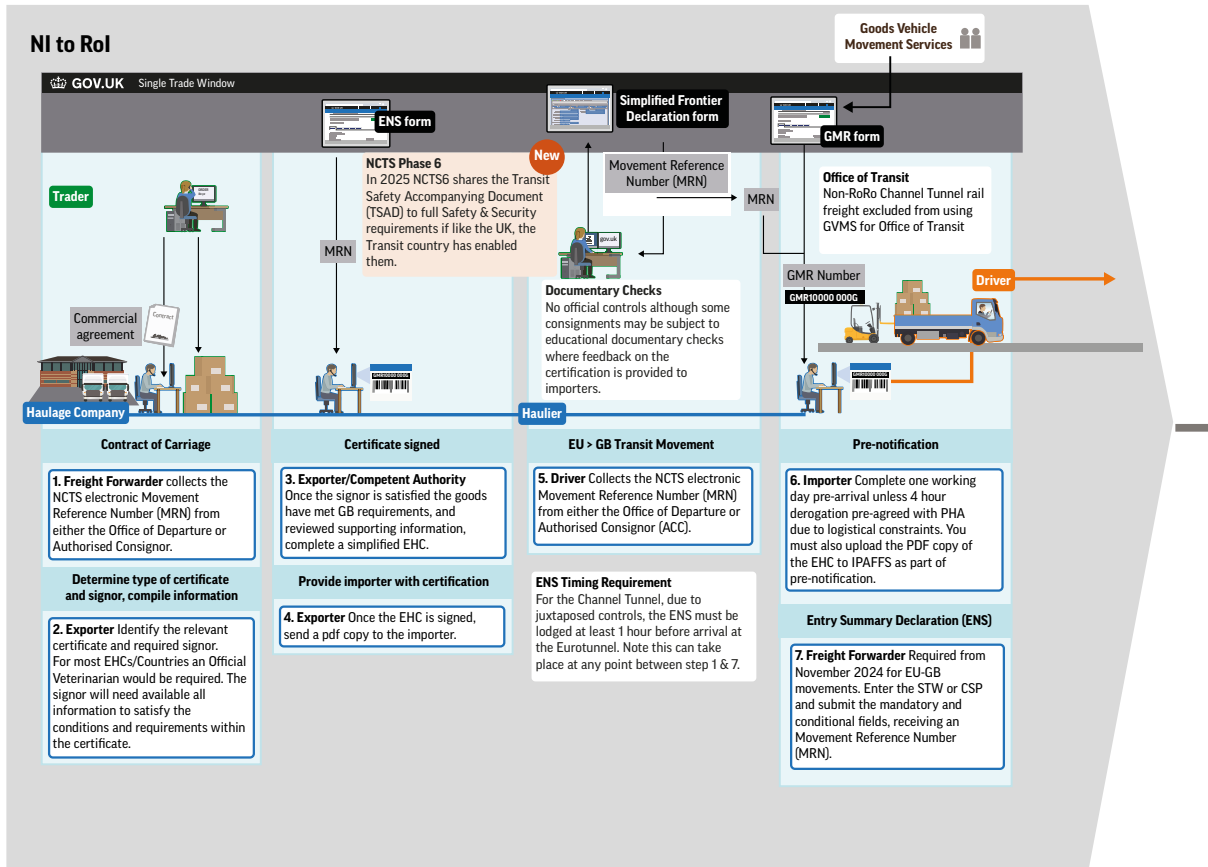 NI to RoI
Goods Vehicle
Movement Services
GOV.UK Single Trade Window
ENS form
Simplified Frontier
Declaration form
GMR form
New
NCTS Phase 6
In 2025 NCTS6 shares the Transit
Safety Accompanying Document
(TSAD) to full Safety & Security
requirements if like the UK, the
Transit country has enabled
them.
Movement Reference
Number (MRN)
MRN
Office of Transit
Non-RoRo Channel Tunnel rail
freight excluded from using
GVMS for Office of Transit
Trader
MRN
gov.uk
GMR Number
GMR10000 000G
Driver
Documentary Checks
No official controls although some
consignments may be subject to
educational documentary checks
where feedback on the
certification is provided to
importers.
Commercial
agreement
Contract
GMR10000 000G
GMR10000 000G
Haulage Company
Haulier
Contract of Carriage
1. Freight Forwarder collects the
NCTS electronic Movement
Reference Number (MRN) from
either the Office of Departure or
Authorised Consignor.
Determine type of certificate
and signor, compile information
2. Exporter Identify the relevant
certificate and required signor.
For most EHCs/Countries an Official
Veterinarian would be required. The
signor will need available all
information to satisfy the
conditions and requirements within
the certificate.
Certificate signed
3. Exporter/Competent Authority
Once the signor is satisfied the goods
have met GB requirements, and
reviewed supporting information,
complete a simplified EHC.
Provide importer with certification
4. Exporter Once the EHC is signed,
send a pdf copy to the importer.
EU > GB Transit Movement
5. Driver Collects the NCTS electronic
Movement Reference Number (MRN)
from either the Office of Departure or
Authorised Consignor (ACC).
ENS Timing Requirement
For the Channel Tunnel, due to
juxtaposed controls, the ENS must be
lodged at least 1 hour before arrival at
the Eurotunnel. Note this can take
place at any point between step 1 & 7.
Pre-notification
6. Importer Complete one working
day pre-arrival unless 4 hour
derogation pre-agreed with PHA
due to logistical constraints. You
must also upload the PDF copy of
the EHC to IPAFFS as part of
pre-notification.
Entry Summary Declaration (ENS)
7. Freight Forwarder Required from
November 2024 for EU-GB
movements. Enter the STW or CSP
and submit the mandatory and
conditional fields, receiving an
Movement Reference Number
(MRN).